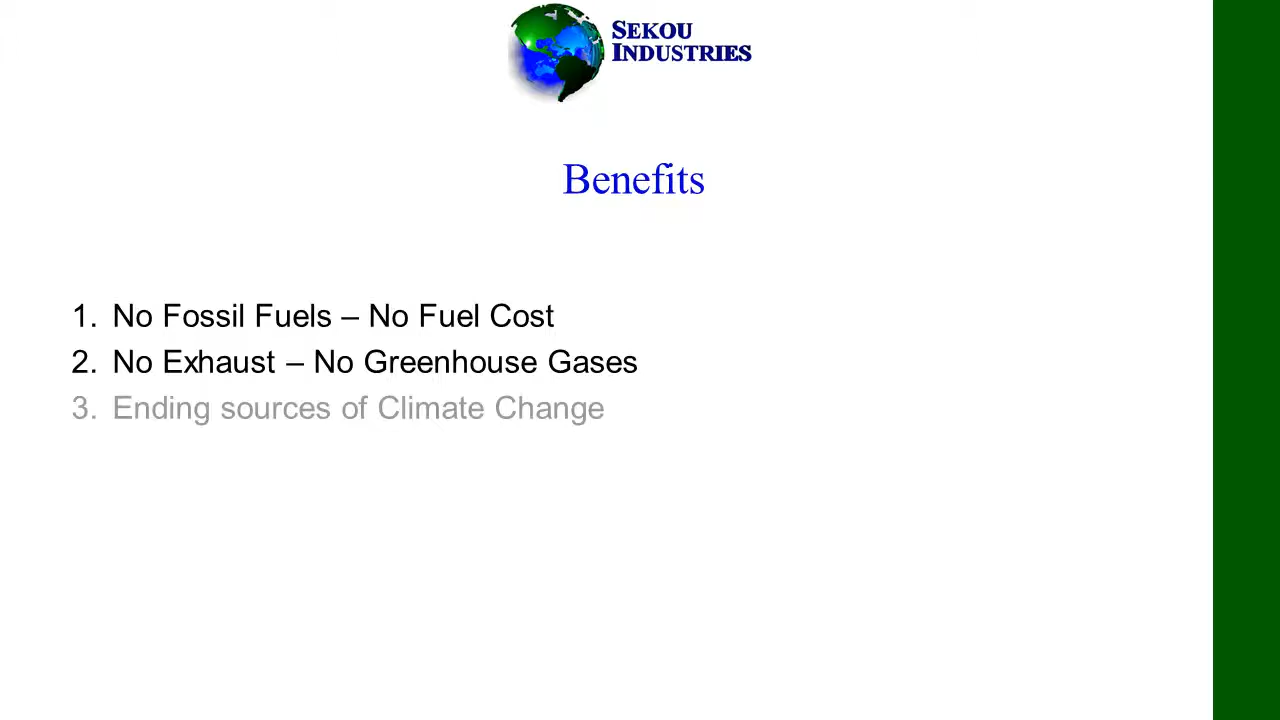 SEKOU
INDUSTRIES
Benefits
1. No Fossil Fuels – No Fuel Cost
2. No Exhaust – No Greenhouse Gases
3. Ending sources of Climate Change